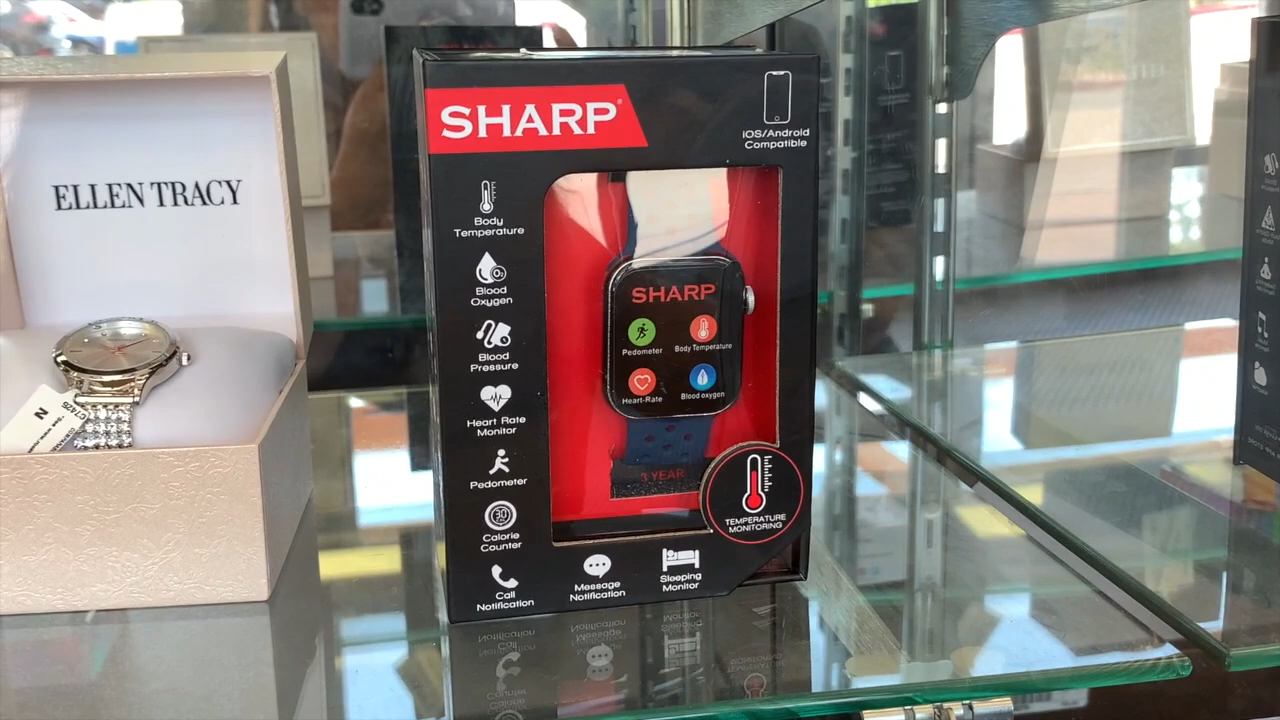 ELLEN TRACY
N
SHARP
iOS/Android
Compatible
Body
Temperature
Blood
Oxygen
Blood
Pressure
Heart Rate
Monitor
Pedometer
30
Calorie
Counter
Call
Notification
Message
Notification
Sleeping
Monitor
SHARP
Pedometer
Body Temperature
Heart-Rate
Blood oxygen
YEAR
TEMPERATURE
MONITORING